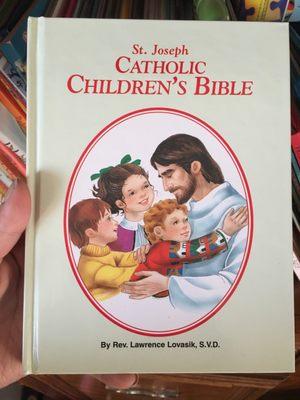 St. Joseph
CATHOLIC
CHILDREN'S BIBLE
By Rev. Lawrence Lovasik, S.V.D.